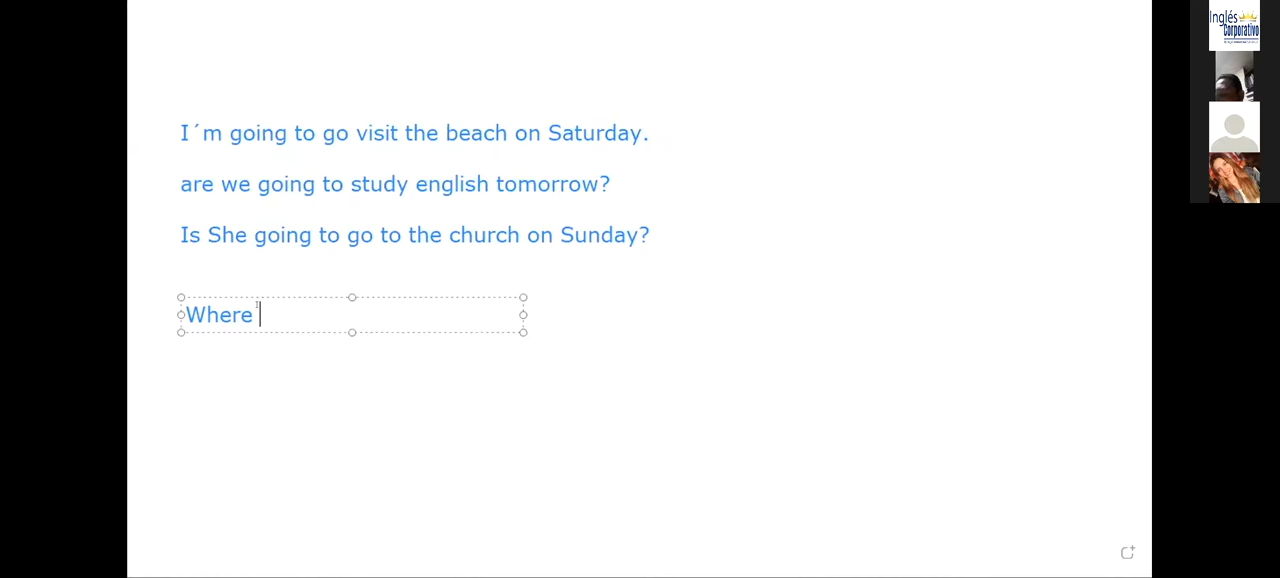 I´m going to go visit the beach on Saturday.
are we going to study english tomorrow?
Is She going to go to the church on Sunday?
Where
Inglés
Corporativo